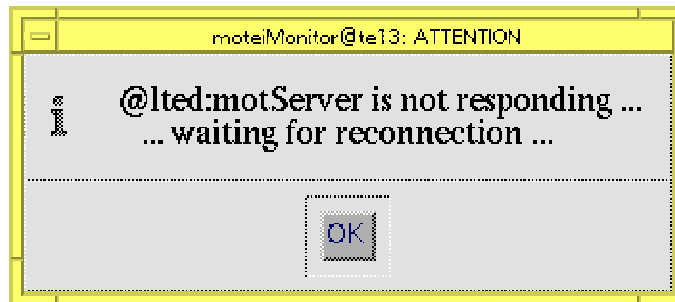 moteiMonitor@te13: ATTENTION
@lted:motServer is not responding ...
... waiting for reconnection ...
OK